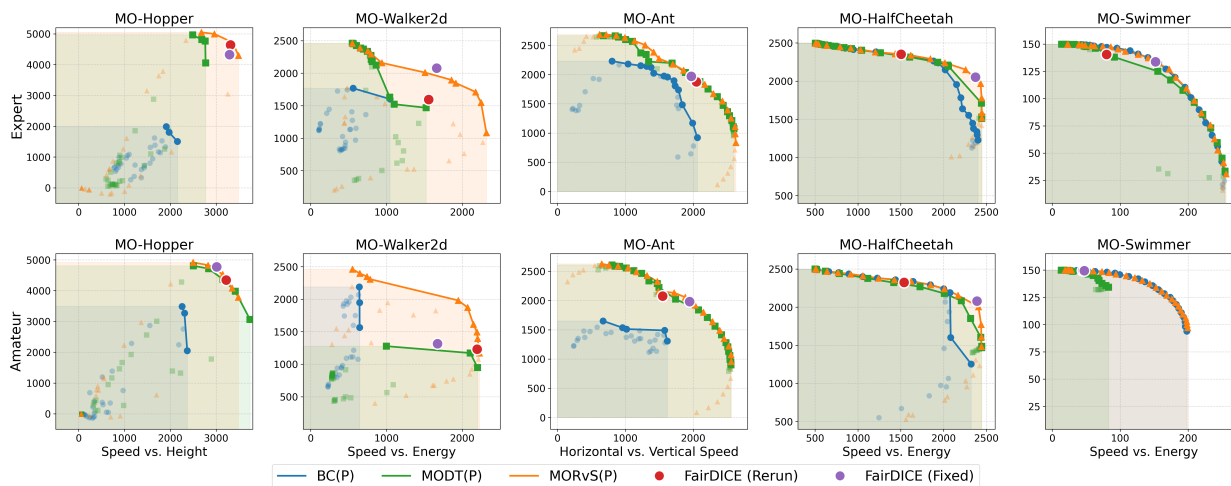 MO-Hopper MO-Walker2d MO-Ant MO-HalfCheetah MO-Swimmer
Expert
5000 4000 3000 2000 1000 0
0 1000 2000 3000
2500 2000 1500 1000 500
0 1000 2000
2500 2000 1500 1000 500 0
0 1000 2000
2500 2000 1500 1000 500
500 1000 1500 2000 2500
150 125 100 75 50 25
0 100 200
MO-Hopper MO-Walker2d MO-Ant MO-HalfCheetah MO-Swimmer
Amateur
5000 4000 3000 2000 1000 0
0 1000 2000 3000
2500 2000 1500 1000 500
0 1000 2000
2500 2000 1500 1000 500 0
0 1000 2000
2500 2000 1500 1000 500
500 1000 1500 2000 2500
150 125 100 75 50 25
0 100 200
Speed vs. Height Speed vs. Energy Horizontal vs. Vertical Speed Speed vs. Energy Speed vs. Energy
BC(P) MODT(P) MORvS(P) FairDICE (Rerun) FairDICE (Fixed)